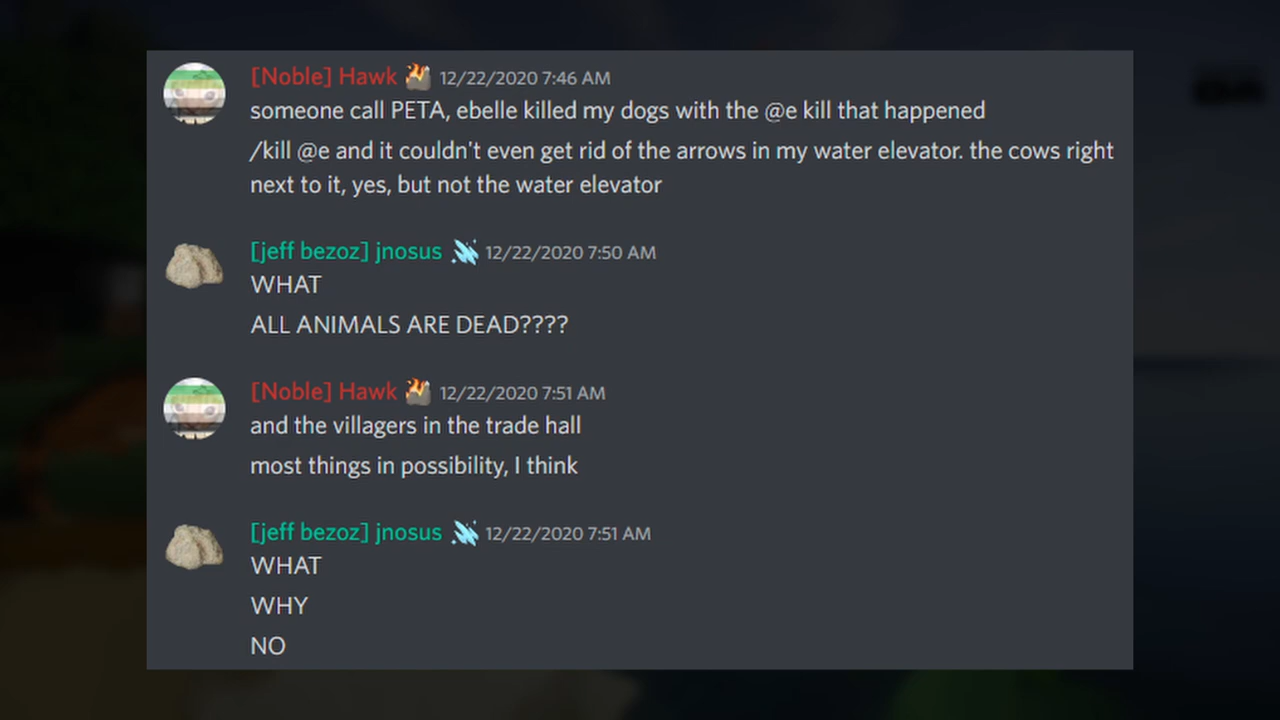 [Noble] Hawk 12/22/2020 7:46 AM
someone call PETA, ebelle killed my dogs with the @e kill that happened
/kill @e and it couldn't even get rid of the arrows in my water elevator. the cows right
next to it, yes, but not the water elevator
[jeff bezoz] jnosus 12/22/2020 7:50 AM
WHAT
ALL ANIMALS ARE DEAD????
[Noble] Hawk 12/22/2020 7:51 AM
and the villagers in the trade hall
most things in possibility, I think
[jeff bezoz] jnosus 12/22/2020 7:51 AM
WHAT
WHY
NO